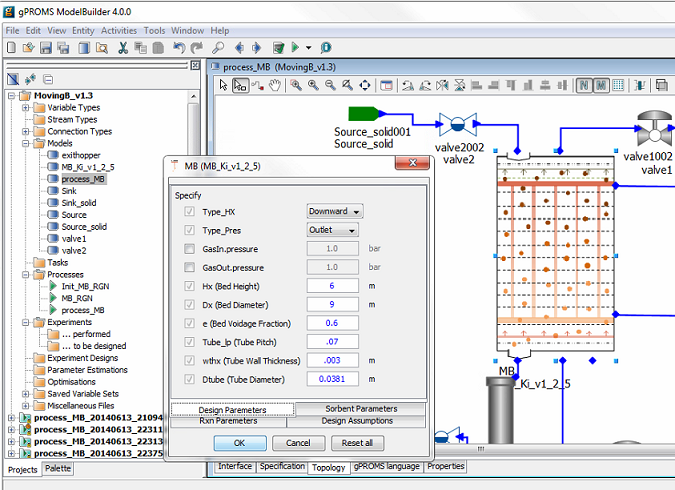 gPROMS ModelBuilder 4.0.0
File Edit View Entity Activities Tools Window Help
process_MB (MovingB_v1.3)
MovingB_v1.3
Variable Types
Stream Types
Connection Types
Models
exithopper
MB_Ki_v1_2_5
process_MB
Sink
Sink_solid
Source
Source_solid
valve1
valve2
Tasks
Processes
Init_MB_RGN
MB_RGN
process_MB
Experiments
... performed
... to be designed
Experiment Designs
Parameter Estimations
Optimisations
Saved Variable Sets
Miscellaneous Files
process_MB_20140613_21094
process_MB_20140613_22311
process_MB_20140613_22313
process_MB_20140613_22375
Projects Palette
Source_solid001
Source_solid
valve2002
valve2
valve1002
valve1
MB
_Ki_v1_2_5
MB (MB_Ki_v1_2_5)
Specify
Type_HX Downward
Type_Pres Outlet
GasIn.pressure 1.0 bar
GasOut.pressure 1.0 bar
Hx (Bed Height) 6 m
Dx (Bed Diameter) 9 m
e (Bed Voidage Fraction) 0.6
Tube_lp (Tube Pitch) .07
wthx (Tube Wall Thickness) .003 m
Dtube (Tube Diameter) 0.0381 m
Design Parameters Sorbent Parameters
Rxn Parameters Design Assumptions
OK Cancel Reset all
Interface Specification Topology gPROMS language Properties